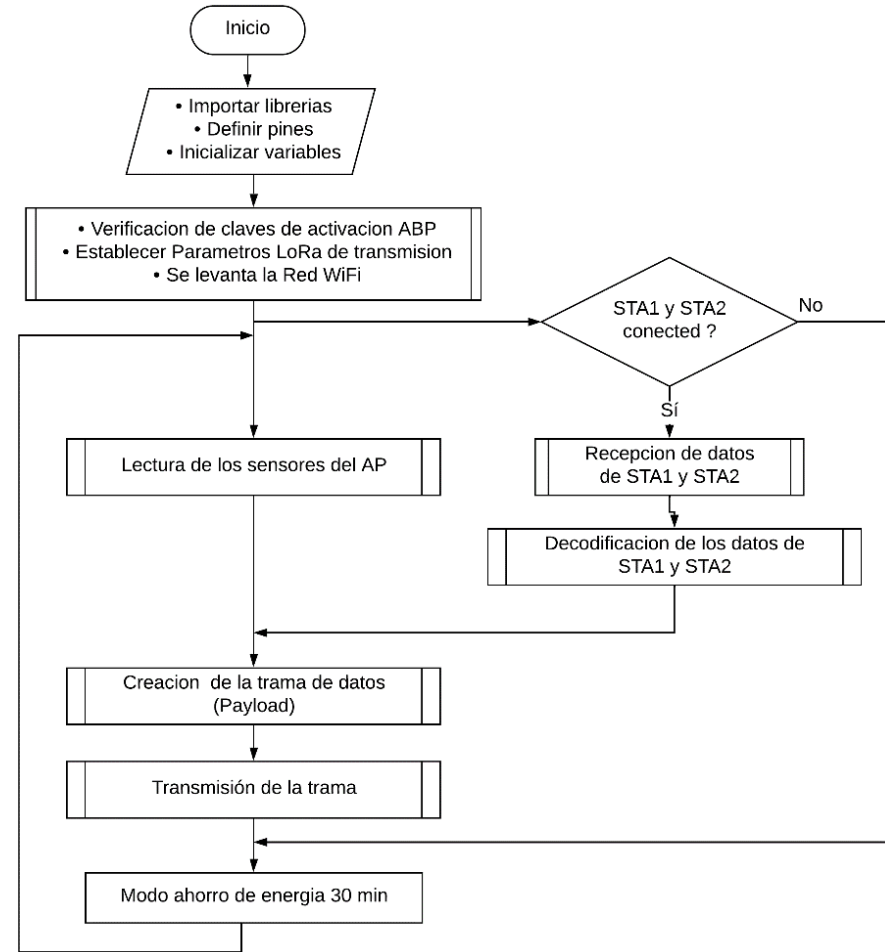 Inicio
• Importar librerias
• Definir pines
• Inicializar variables
• Verificacion de claves de activacion ABP
• Establecer Parametros LoRa de transmision
• Se levanta la Red WiFi
STA1 y STA2
conected ?
No
Sí
Lectura de los sensores del AP
Recepcion de datos
de STA1 y STA2
Decodificacion de los datos de
STA1 y STA2
Creacion de la trama de datos
(Payload)
Transmisión de la trama
Modo ahorro de energia 30 min